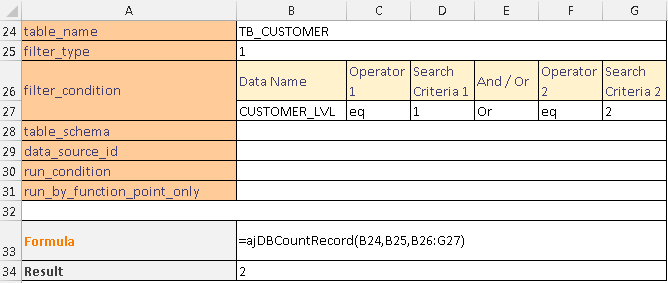 A B C D E F G
24 table_name TB_CUSTOMER
25 filter_type 1
26 filter_condition Data Name Operator 1 Search Criteria 1 And / Or Operator 2 Search Criteria 2
27 CUSTOMER_LVL eq 1 Or eq 2
28 table_schema
29 data_source_id
30 run_condition
31 run_by_function_point_only
32
33 Formula =ajDBCountRecord(B24,B25,B26:G27)
34 Result 2